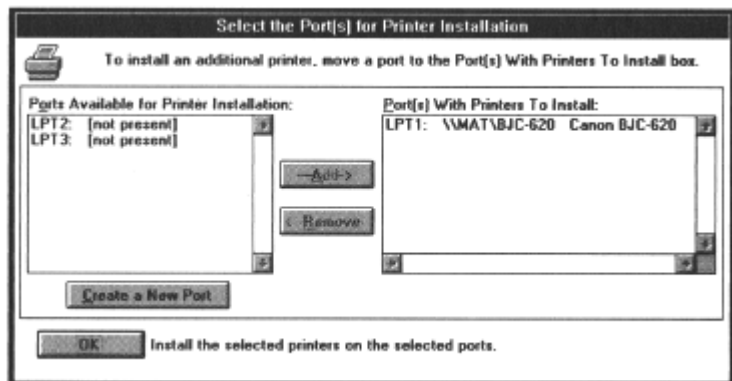 Select the Port(s) for Printer Installation
To install an additional printer, move a port to the Port(s) With Printers To Install box.
Ports Available for Printer Installation:
LPT2: [not present]
LPT3: [not present]
Add->
< Remove
Create a New Port
Port(s) With Printers To Install:
LPT1: \\MAT\BJC-620 Canon BJC-620
OK
Install the selected printers on the selected ports.